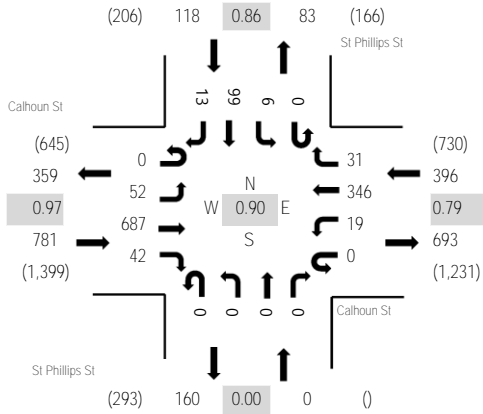 (206) 118 0.86 83 (166)
St Phillips St
Calhoun St
13 99 6 0
(645) (730)
0 31
359 396
N
52 346
0.97 W 0.90 E 0.79
687 19
781 S 693
42 0
(1,399) (1,231)
0 0 0 0
Calhoun St
St Phillips St
(293) 160 0.00 0 ()